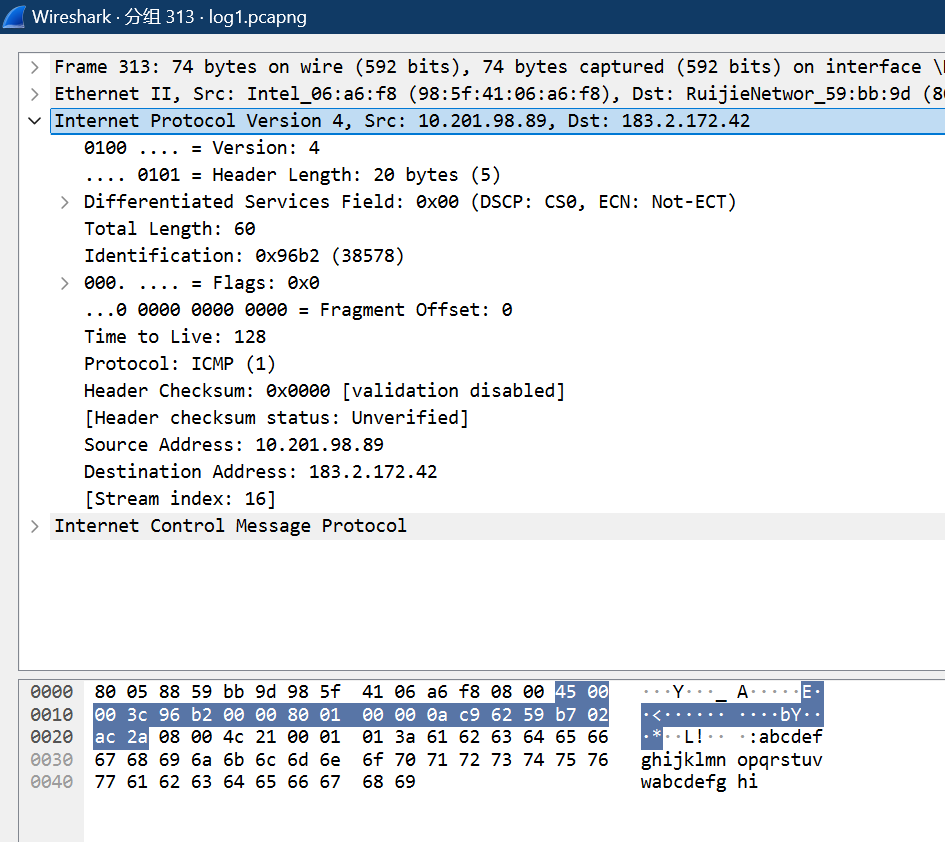 Wireshark · 分组 313 · log1.pcapng
Frame 313: 74 bytes on wire (592 bits), 74 bytes captured (592 bits) on interface \
Ethernet II, Src: Intel_06:a6:f8 (98:5f:41:06:a6:f8), Dst: RuijieNetwor_59:bb:9d (80
Internet Protocol Version 4, Src: 10.201.98.89, Dst: 183.2.172.42
0100 .... = Version: 4
.... 0101 = Header Length: 20 bytes (5)
Differentiated Services Field: 0x00 (DSCP: CS0, ECN: Not-ECT)
Total Length: 60
Identification: 0x96b2 (38578)
000. .... = Flags: 0x0
...0 0000 0000 0000 = Fragment Offset: 0
Time to Live: 128
Protocol: ICMP (1)
Header Checksum: 0x0000 [validation disabled]
[Header checksum status: Unverified]
Source Address: 10.201.98.89
Destination Address: 183.2.172.42
[Stream index: 16]
Internet Control Message Protocol
0000 80 05 88 59 bb 9d 98 5f 41 06 a6 f8 08 00 45 00 ···Y···_ A·····E·
0010 00 3c 96 b2 00 00 80 01 00 00 0a c9 62 59 b7 02 ·<······ ····bY··
0020 ac 2a 08 00 4c 21 00 01 01 3a 61 62 63 64 65 66 ·*··L!·· ·:abcdef
0030 67 68 69 6a 6b 6c 6d 6e 6f 70 71 72 73 74 75 76 ghijklmn opqrstuv
0040 77 61 62 63 64 65 66 67 68 69 wabcdefg hi